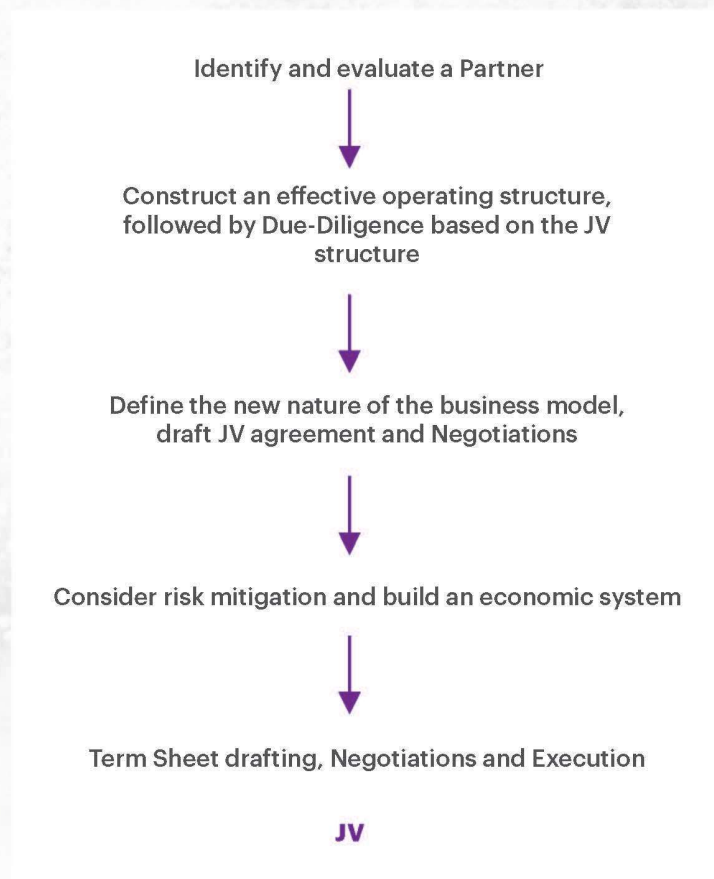 Identify and evaluate a Partner
Construct an effective operating structure,
followed by Due-Diligence based on the JV
structure
Define the new nature of the business model,
draft JV agreement and Negotiations
Consider risk mitigation and build an economic system
Term Sheet drafting, Negotiations and Execution
JV